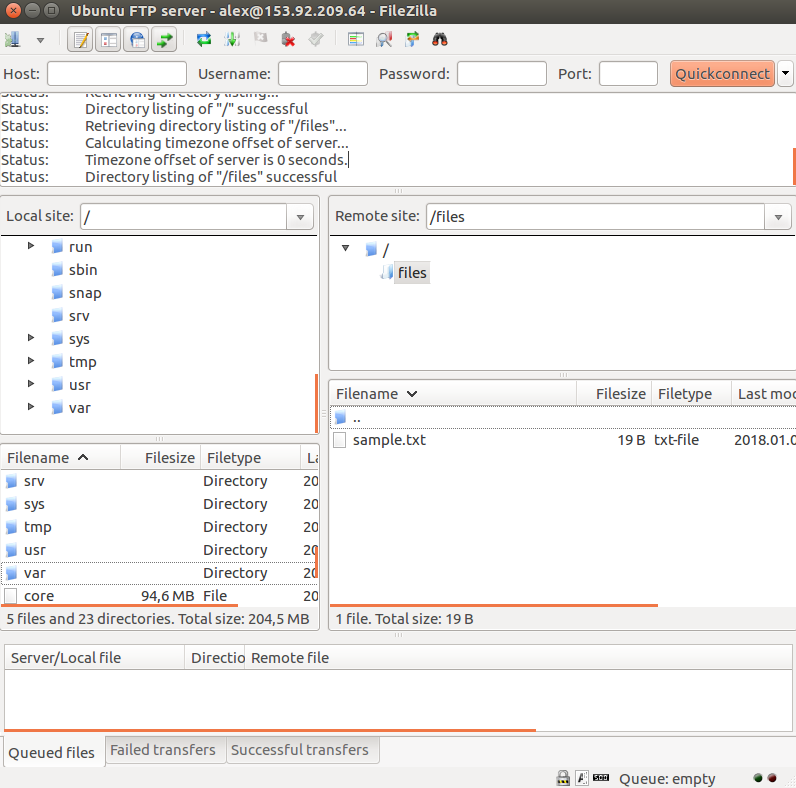 Ubuntu FTP server - alex@153.92.209.64 - FileZilla
Host: Username: Password: Port: Quickconnect
Status: Retrieving directory listing...
Status: Directory listing of "/" successful
Status: Retrieving directory listing of "/files"...
Status: Calculating timezone offset of server...
Status: Timezone offset of server is 0 seconds.
Status: Directory listing of "/files" successful
Local site: /
run
sbin
snap
srv
sys
tmp
usr
var
Filename Filesize Filetype
srv Directory 20
sys Directory 20
tmp Directory 20
usr Directory 20
var Directory 20
core 94,6 MB File 20
5 files and 23 directories. Total size: 204,5 MB
Remote site: /files
/
files
Filename Filesize Filetype Last mod
..
sample.txt 19 B txt-file 2018.01.0
1 file. Total size: 19 B
Server/Local file Directio Remote file
Queued files Failed transfers Successful transfers
Queue: empty